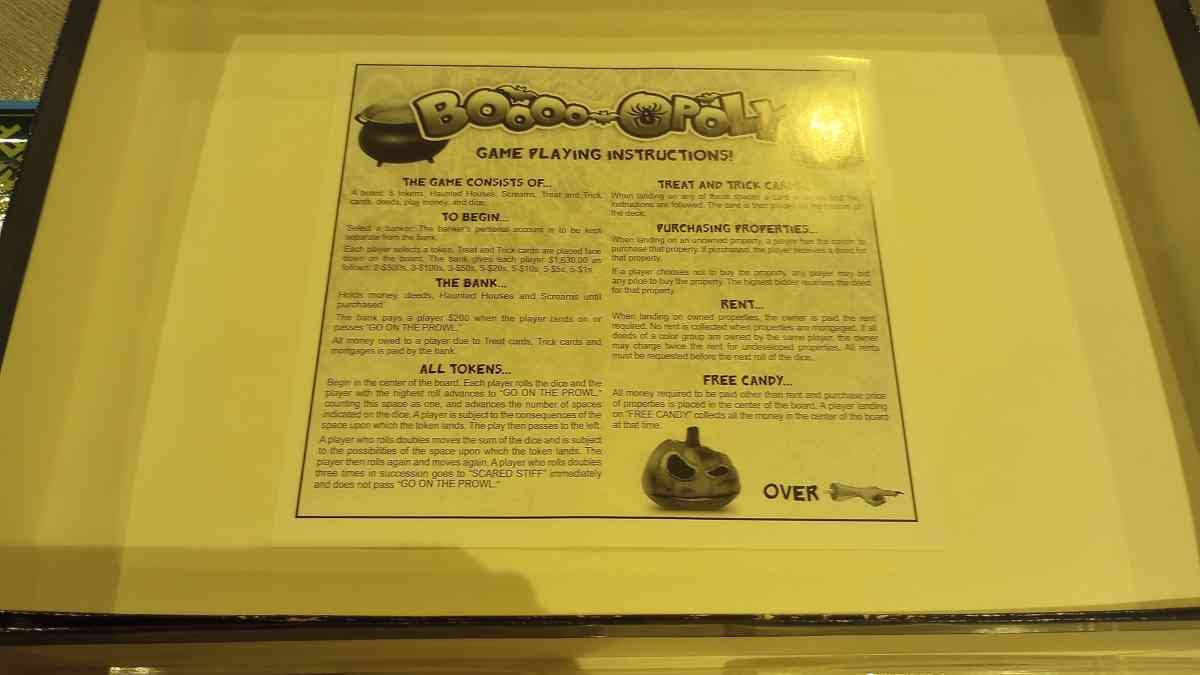 BOOOO-OPOLY
GAME PLAYING INSTRUCTIONS!
THE GAME CONSISTS OF...
A board, 6 tokens, Haunted Houses, Screams, Treat and Trick
cards, deeds, play money, and dice.
TO BEGIN...
Select a banker. The banker's personal account is to be kept
separate from the bank.
Each player selects a token. Treat and Trick cards are placed face
down on the board. The bank gives each player $1,630.00 as
follows: 2-$500s, 3-$100s, 3-$50s, 5-$20s, 5-$10s, 5-$5s, 5-$1s.
THE BANK...
Holds money, deeds, Haunted Houses and Screams until
purchased.
The bank pays a player $200 when the player lands on or
passes "GO ON THE PROWL."
All money owed to a player due to Treat cards, Trick cards and
mortgages is paid by the bank.
ALL TOKENS...
Begin in the center of the board. Each player rolls the dice and the
player with the highest roll advances to "GO ON THE PROWL,"
counting this space as one, and advances the number of spaces
indicated on the dice. A player is subject to the consequences of the
space upon which the token lands. The play then passes to the left.
A player who rolls doubles moves the sum of the dice and is subject
to the possibilities of the space upon which the token lands. The
player then rolls again and moves again. A player who rolls doubles
three times in succession goes to "SCARED STIFF" immediately
and does not pass "GO ON THE PROWL."
TREAT AND TRICK CARDS...
When landing on any of these spaces a card is and the
instructions are followed. The card is then the bottom of
the deck.
PURCHASING PROPERTIES...
When landing on an unowned property, a player has the option to
purchase that property. If purchased, the player receives a deed for
that property.
If a player chooses not to buy the property, any player may bid
any price to buy the property. The highest bidder receives the deed
for that property.
RENT...
When landing on owned properties, the owner is paid the rent
required. No rent is collected when properties are mortgaged. If all
deeds of a color group are owned by the same player, the owner
may charge twice the rent for undeveloped properties. All rents
must be requested before the next roll of the dice.
FREE CANDY...
All money required to be paid other than rent and purchase price
of properties is placed in the center of the board. A player landing
on "FREE CANDY" collects all the money in the center of the board
at that time.
OVER